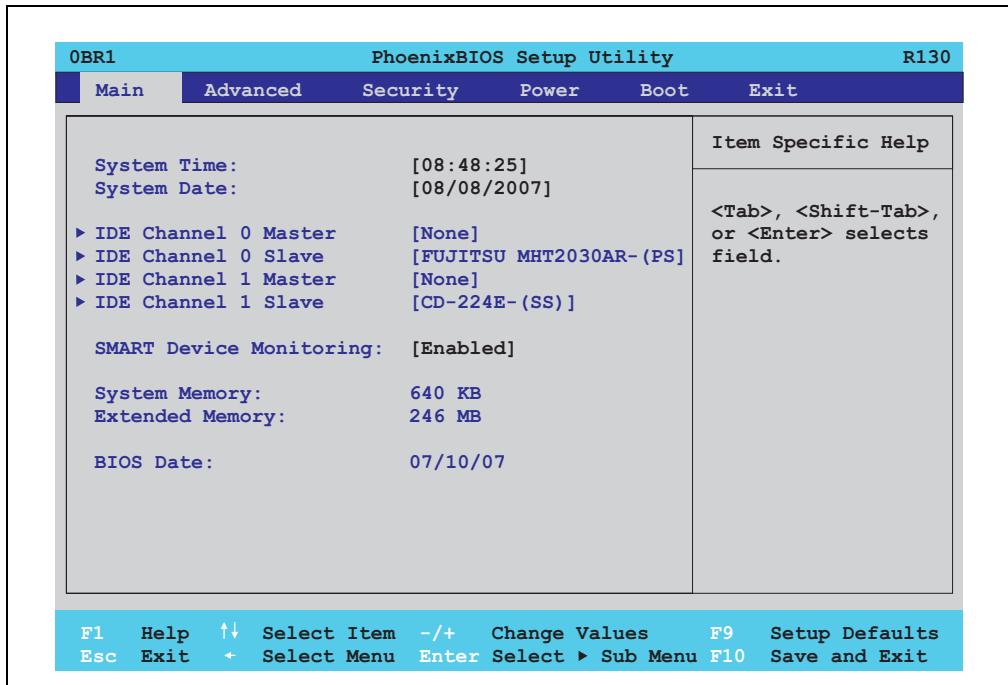 0BR1 PhoenixBIOS Setup Utility R130
Main Advanced Security Power Boot Exit
Item Specific Help
System Time: [08:48:25]
System Date: [08/08/2007]
<Tab>, <Shift-Tab>,
or <Enter> selects
field.
▶ IDE Channel 0 Master [None]
▶ IDE Channel 0 Slave [FUJITSU MHT2030AR-(PS]
▶ IDE Channel 1 Master [None]
▶ IDE Channel 1 Slave [CD-224E-(SS)]
SMART Device Monitoring: [Enabled]
System Memory: 640 KB
Extended Memory: 246 MB
BIOS Date: 07/10/07
F1 Help ↑↓ Select Item -/+ Change Values F9 Setup Defaults
Esc Exit ← Select Menu Enter Select ▶ Sub Menu F10 Save and Exit